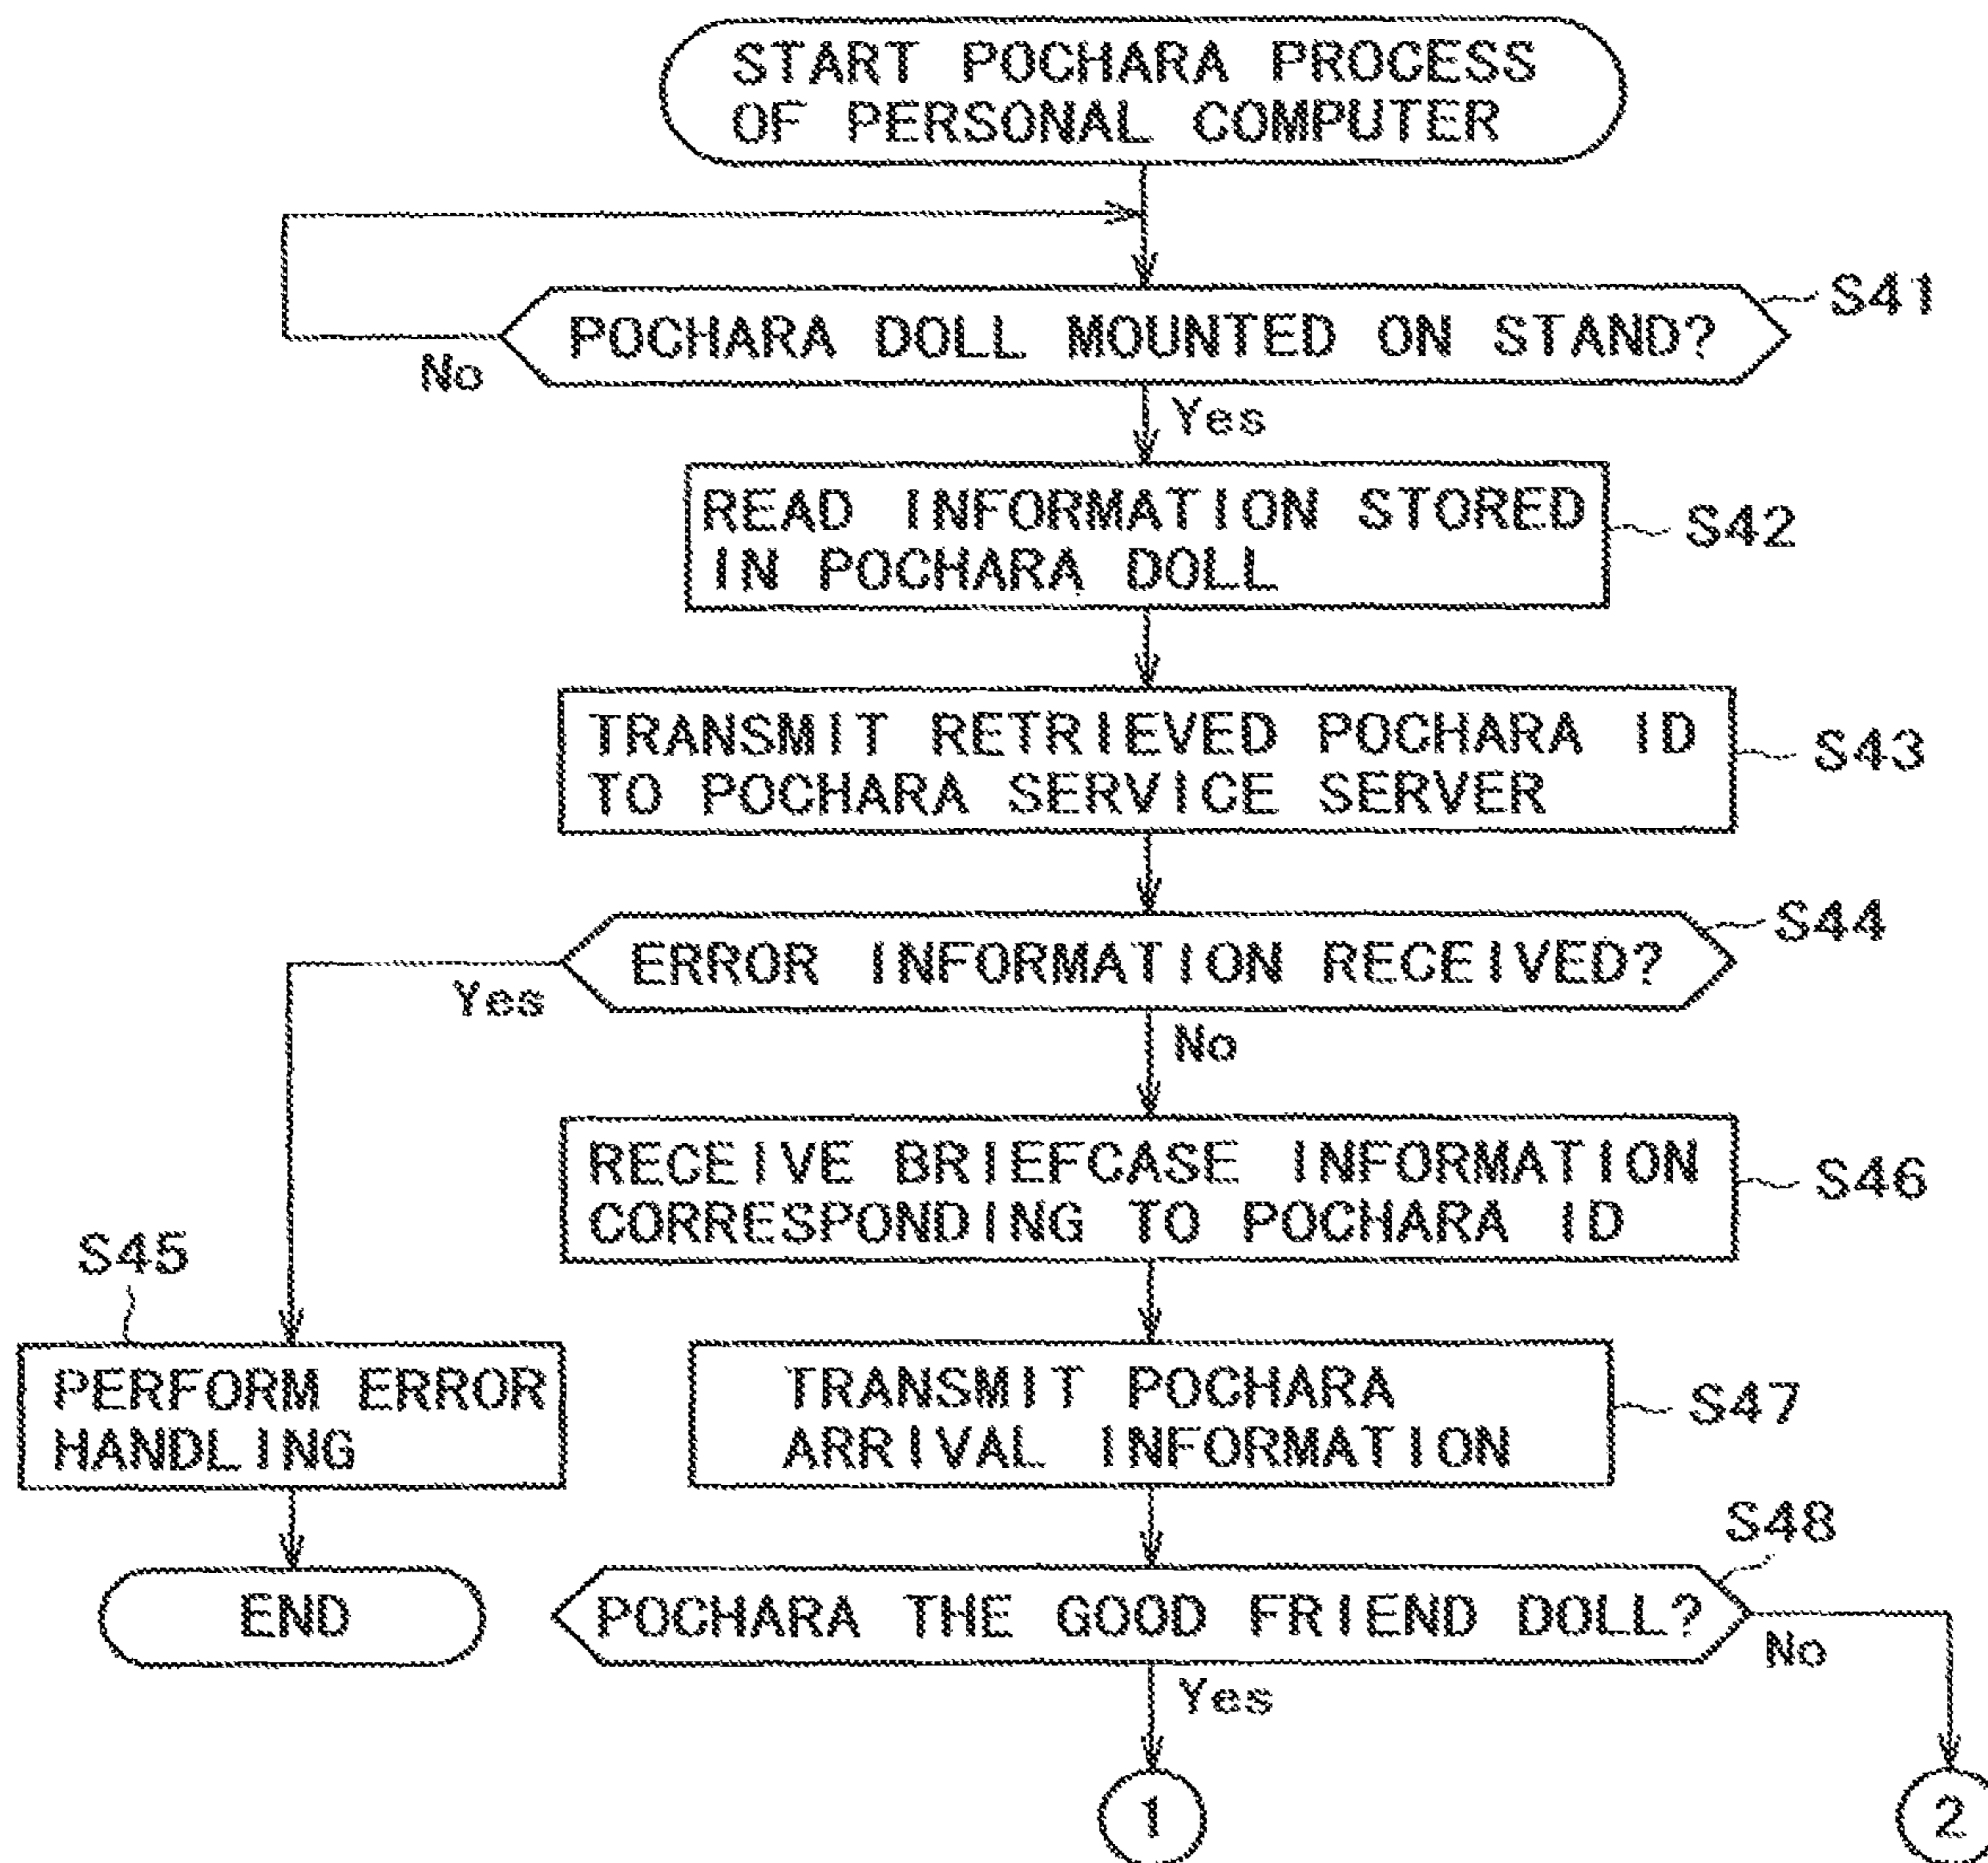 START POCHARA PROCESS
OF PERSONAL COMPUTER
S41
POCHARA DOLL MOUNTED ON STAND?
No
Yes
READ INFORMATION STORED
IN POCHARA DOLL
S42
TRANSMIT RETRIEVED POCHARA ID
TO POCHARA SERVICE SERVER
S43
S44
ERROR INFORMATION RECEIVED?
Yes
No
RECEIVE BRIEFCASE INFORMATION
CORRESPONDING TO POCHARA ID
S46
S45
PERFORM ERROR
HANDLING
TRANSMIT POCHARA
ARRIVAL INFORMATION
S47
S48
END
POCHARA THE GOOD FRIEND DOLL?
No
Yes
1
2